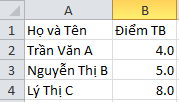 A B
1 Họ và Tên Điểm TB
2 Trần Văn A 4.0
3 Nguyễn Thị B 5.0
4 Lý Thị C 8.0